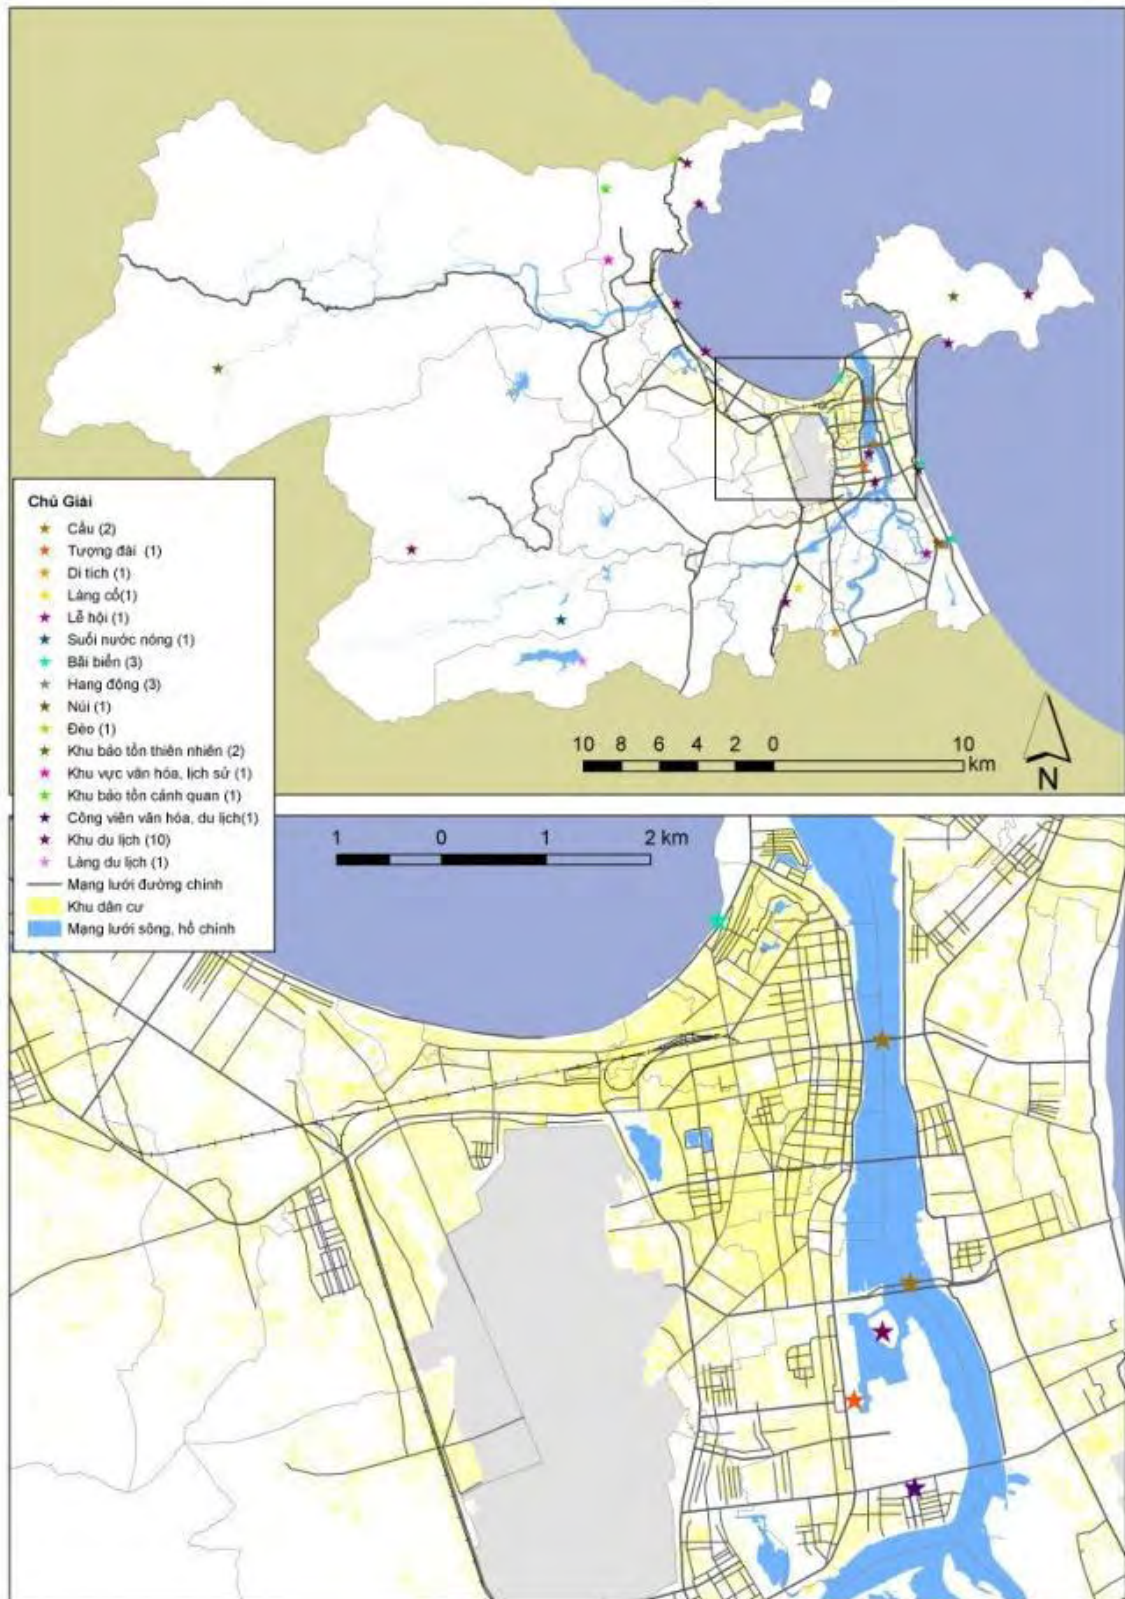 10 8 6 4 2 0 10
km
N
Chú Giải
Cầu (2)
Tượng đài (1)
Di tích (1)
Làng cổ(1)
Lễ hội (1)
Suối nước nóng (1)
Bãi biển (3)
Hang động (3)
Núi (1)
Đèo (1)
Khu bảo tồn thiên nhiên (2)
Khu vực văn hóa, lịch sử (1)
Khu bảo tồn cảnh quan (1)
Công viên văn hóa, du lịch(1)
Khu du lịch (10)
Làng du lịch (1)
Mạng lưới đường chính
Khu dân cư
Mạng lưới sông, hồ chính
1 0 1 2 km